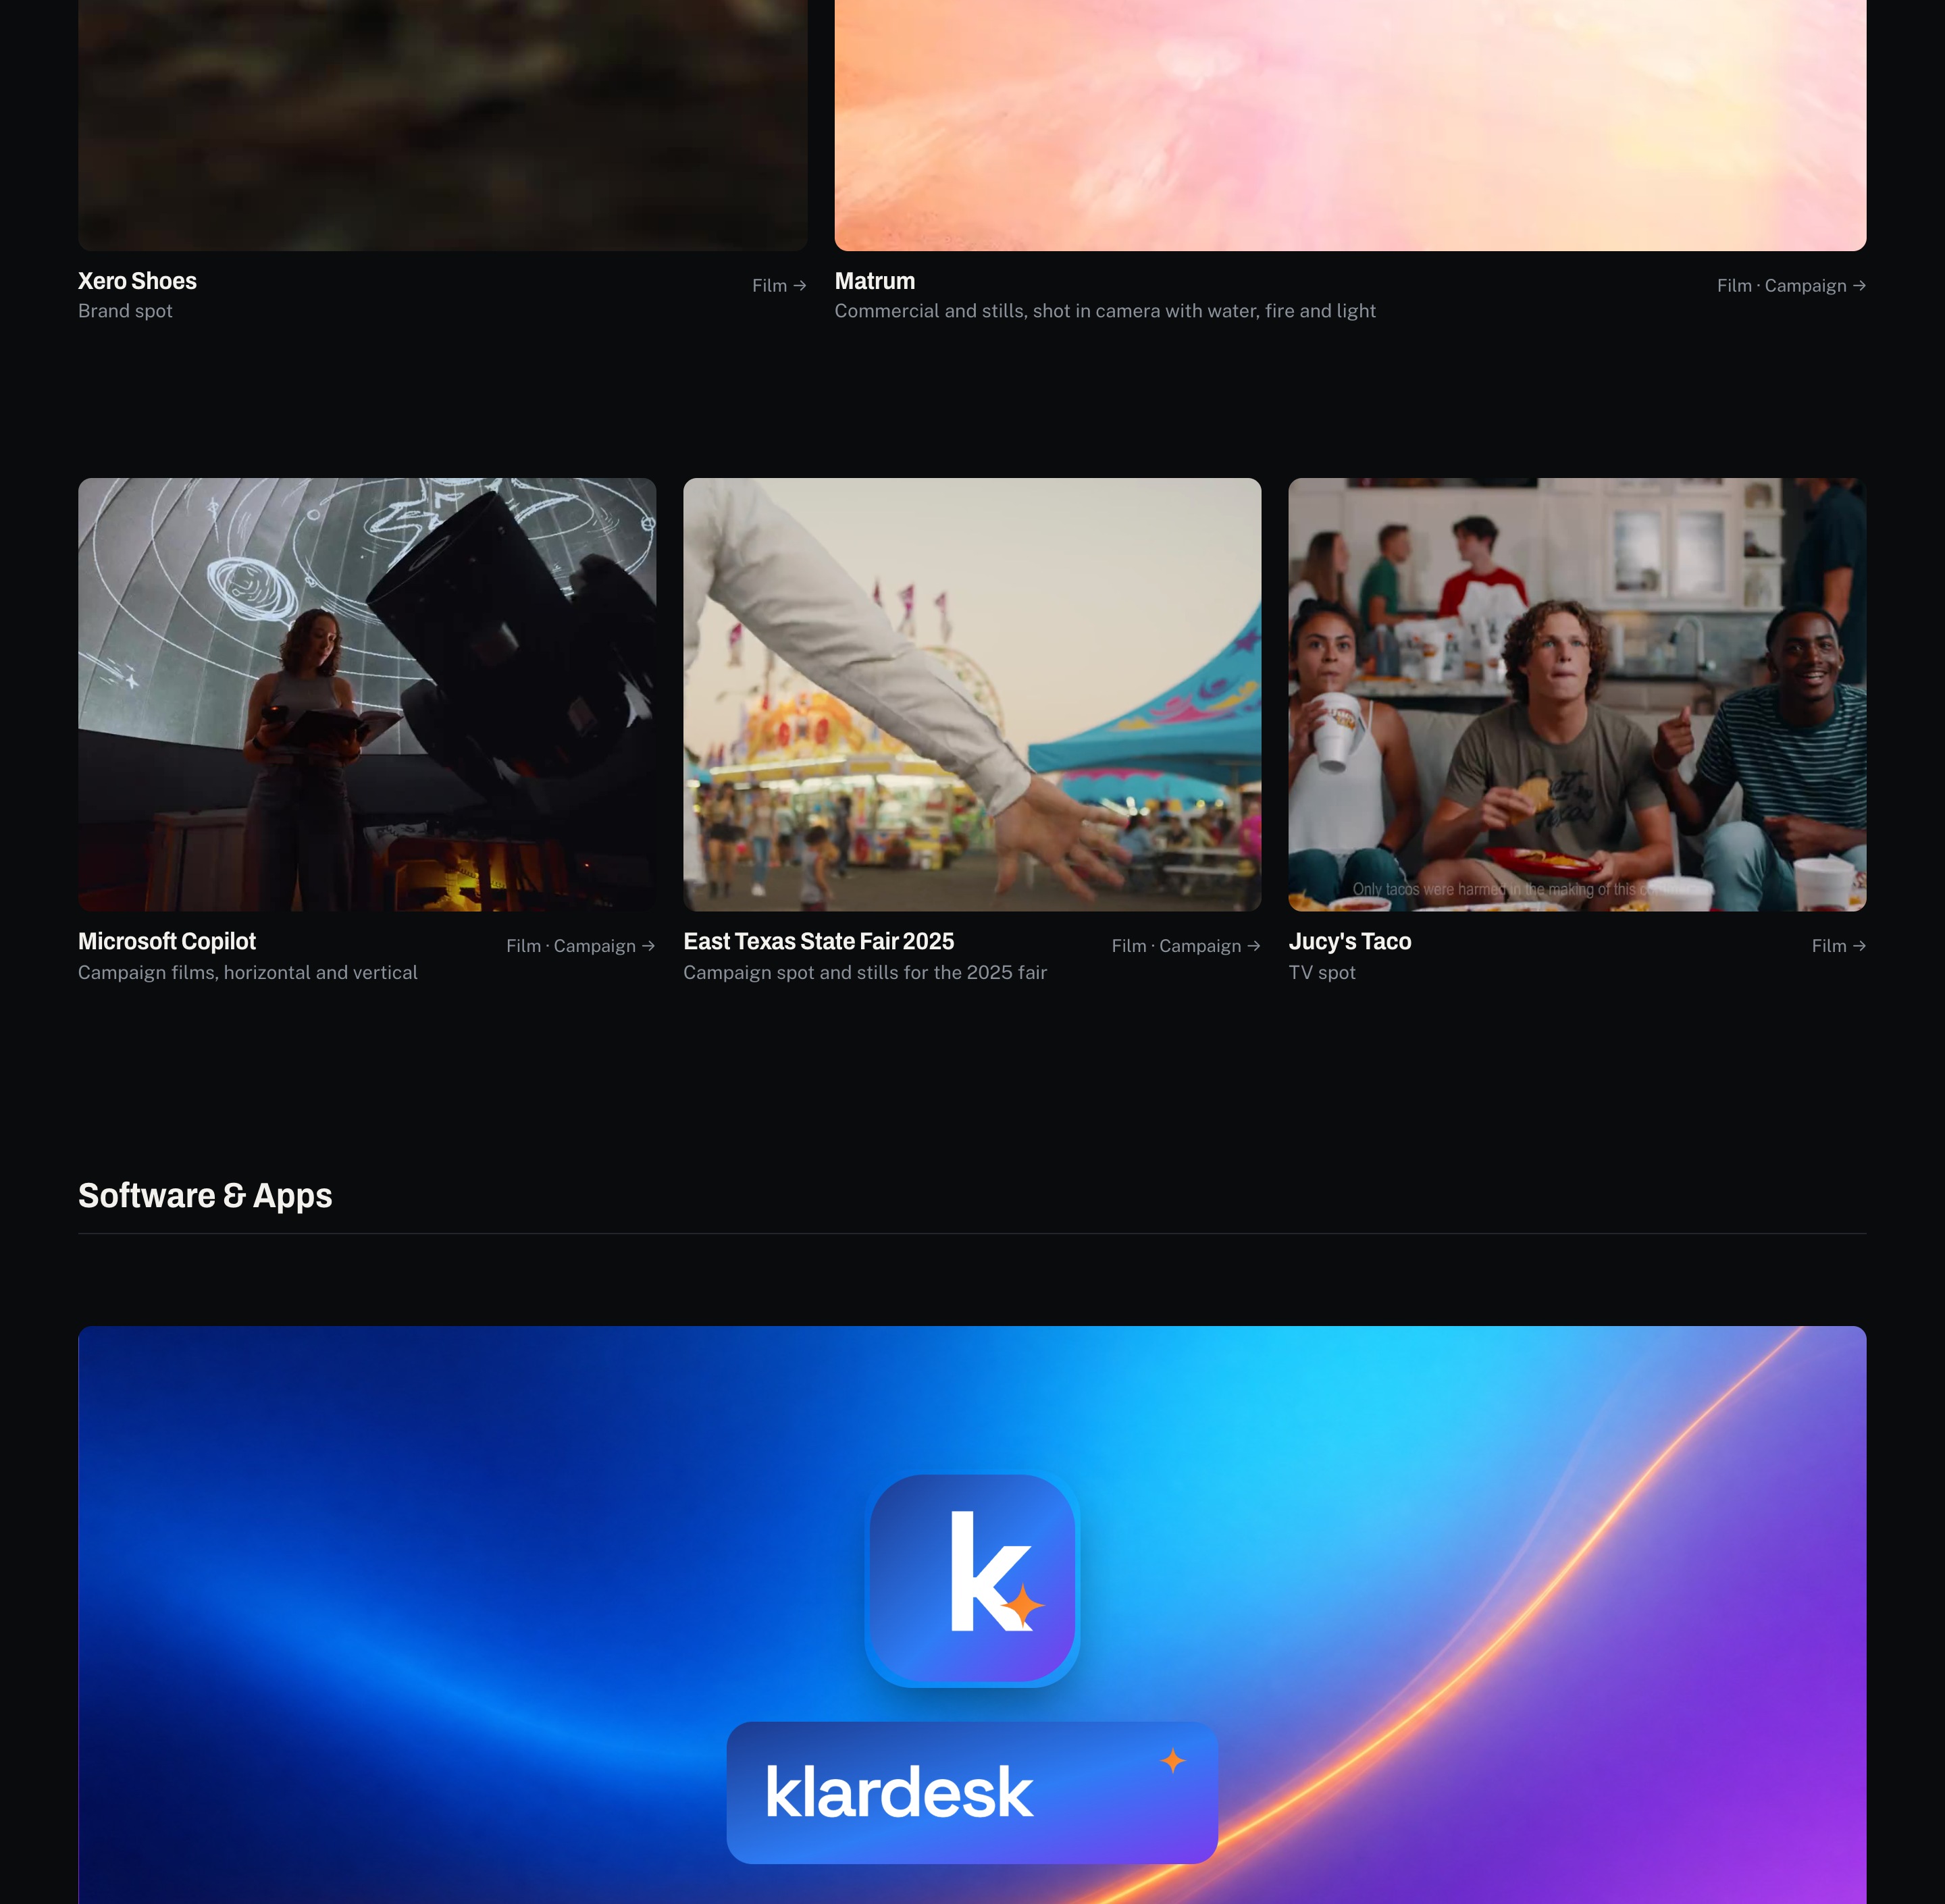 Xero Shoes
Film →
Brand spot
Matrum
Film · Campaign →
Commercial and stills, shot in camera with water, fire and light
Only tacos were harmed in the making of this
Microsoft Copilot
Film · Campaign →
Campaign films, horizontal and vertical
East Texas State Fair 2025
Film · Campaign →
Campaign spot and stills for the 2025 fair
Jucy's Taco
Film →
TV spot
Software & Apps
k
klardesk